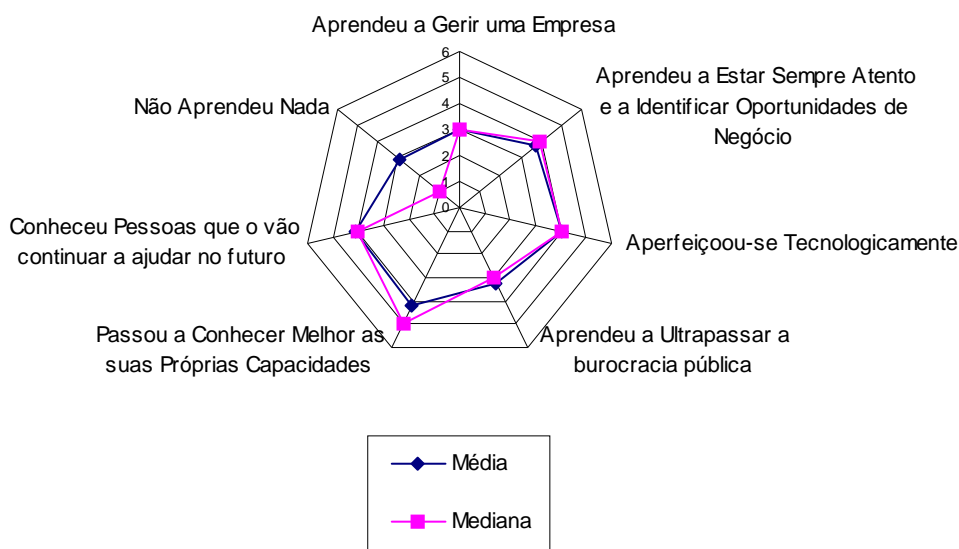 Aprendeu a Gerir uma Empresa
6
5
4
3
2
1
0
Aprendeu a Estar Sempre Atento
e a Identificar Oportunidades de
Negócio
Aperfeiçoou-se Tecnologicamente
Aprendeu a Ultrapassar a
burocracia pública
Passou a Conhecer Melhor as
suas Próprias Capacidades
Conheceu Pessoas que o vão
continuar a ajudar no futuro
Não Aprendeu Nada
Média
Mediana